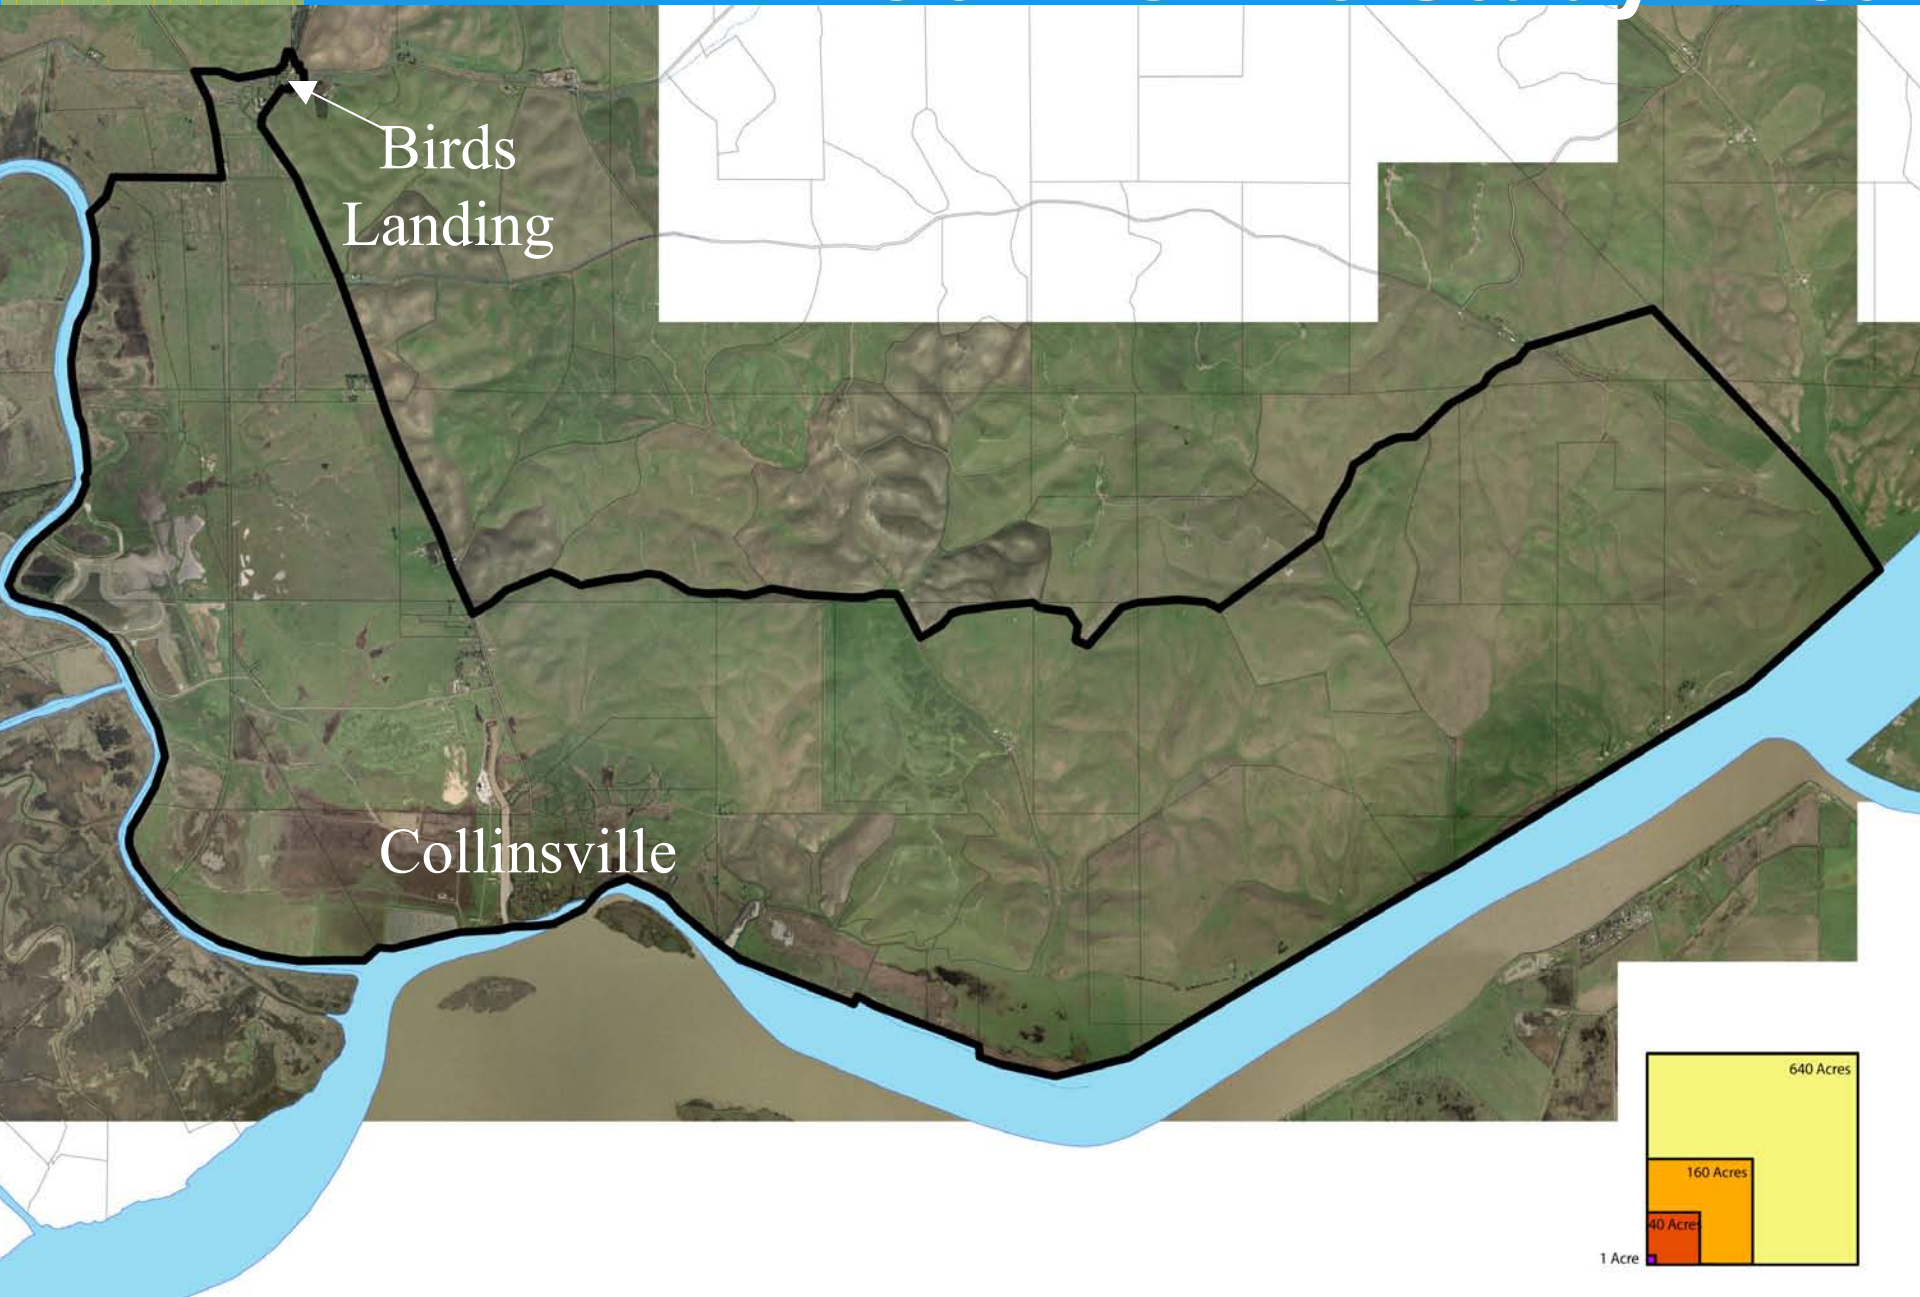 Birds
Landing
Collinsville
640 Acres
160 Acres
40 Acres
1 Acre